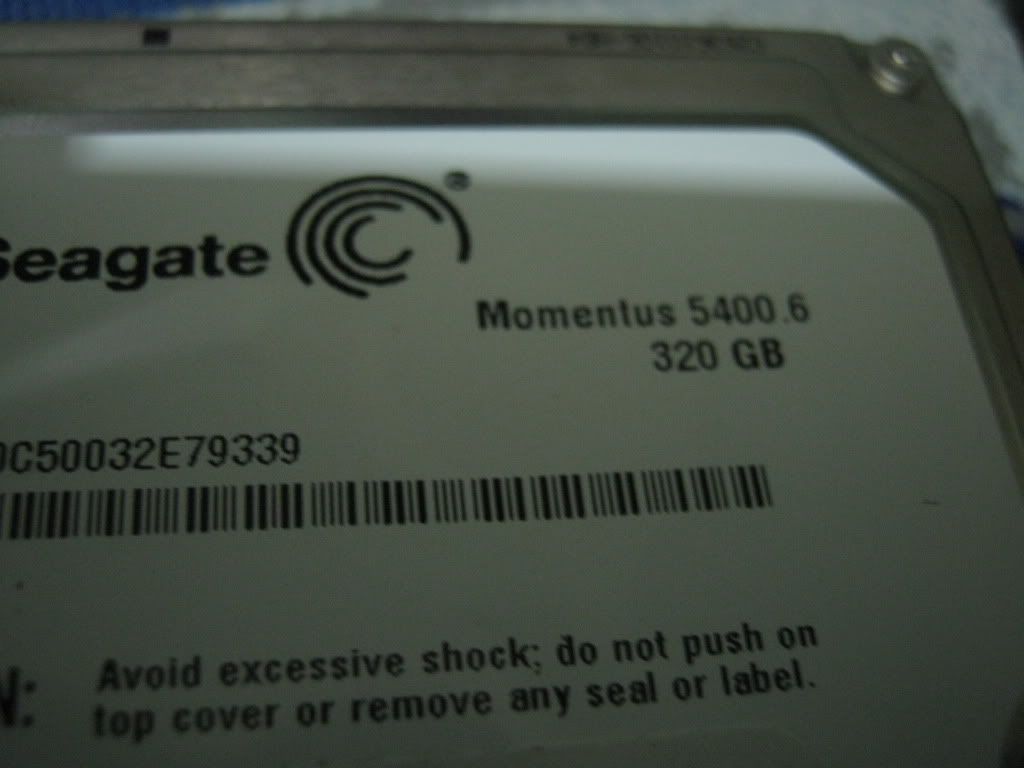 Seagate ®
Momentus 5400.6
320 GB
0C50032E79339
N: Avoid excessive shock; do not push on
top cover or remove any seal or label.